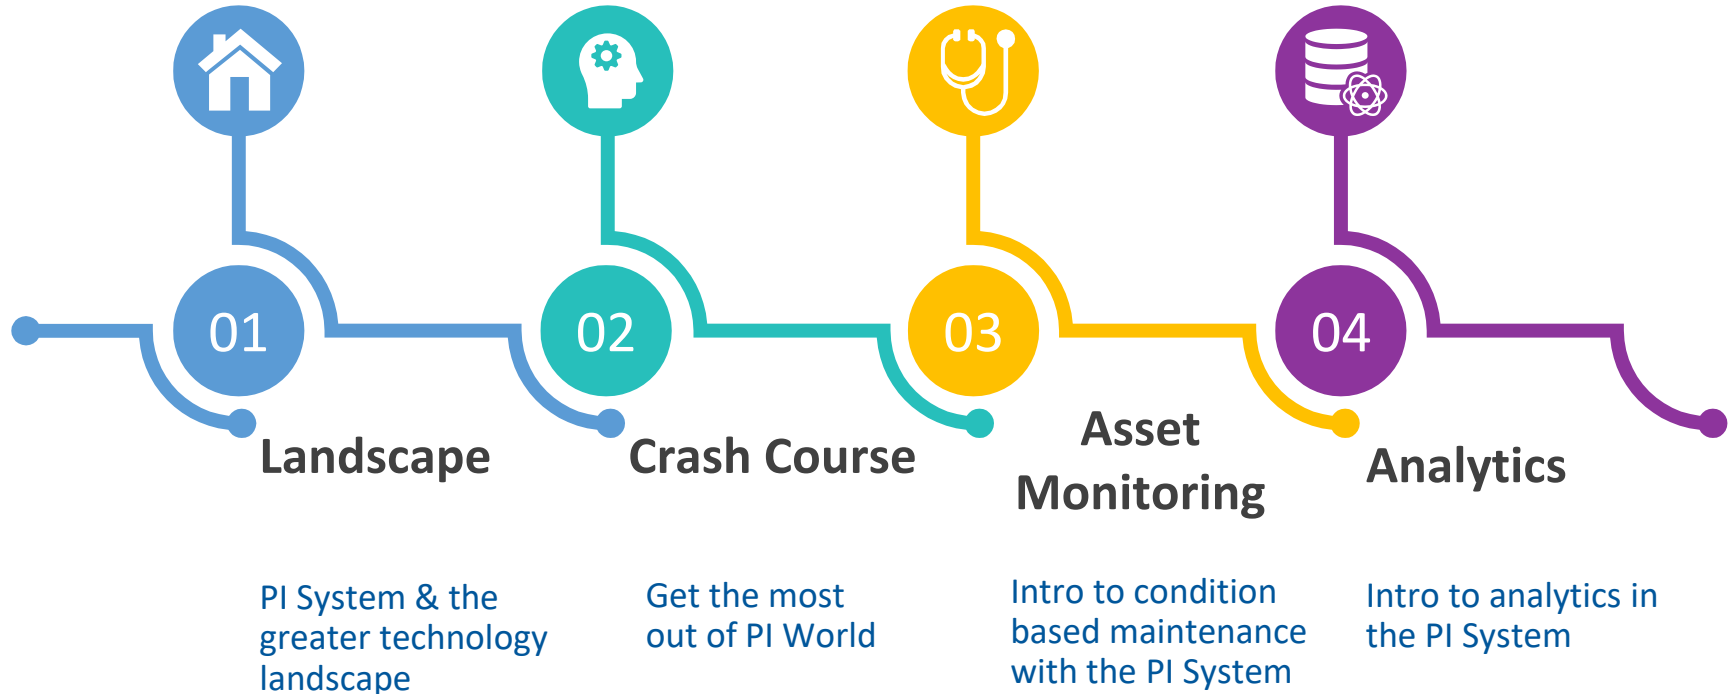 01
02
03
04
Landscape
Crash Course
Asset
Monitoring
Analytics
PI System & the
greater technology
landscape
Get the most
out of PI World
Intro to condition
based maintenance
with the PI System
Intro to analytics in
the PI System